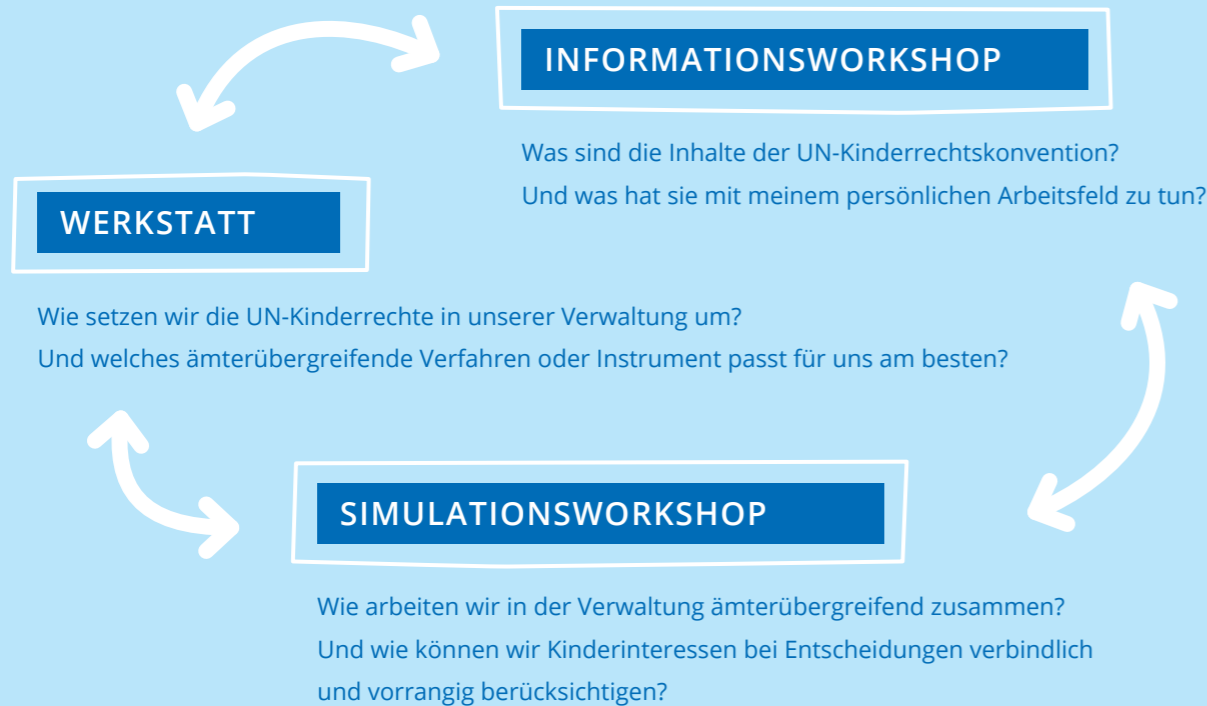 INFORMATIONSWORKSHOP
Was sind die Inhalte der UN-Kinderrechtskonvention?
Und was hat sie mit meinem persönlichen Arbeitsfeld zu tun?
WERKSTATT
Wie setzen wir die UN-Kinderrechte in unserer Verwaltung um?
Und welches ämterübergreifende Verfahren oder Instrument passt für uns am besten?
SIMULATIONSWORKSHOP
Wie arbeiten wir in der Verwaltung ämterübergreifend zusammen?
Und wie können wir Kinderinteressen bei Entscheidungen verbindlich
und vorrangig berücksichtigen?